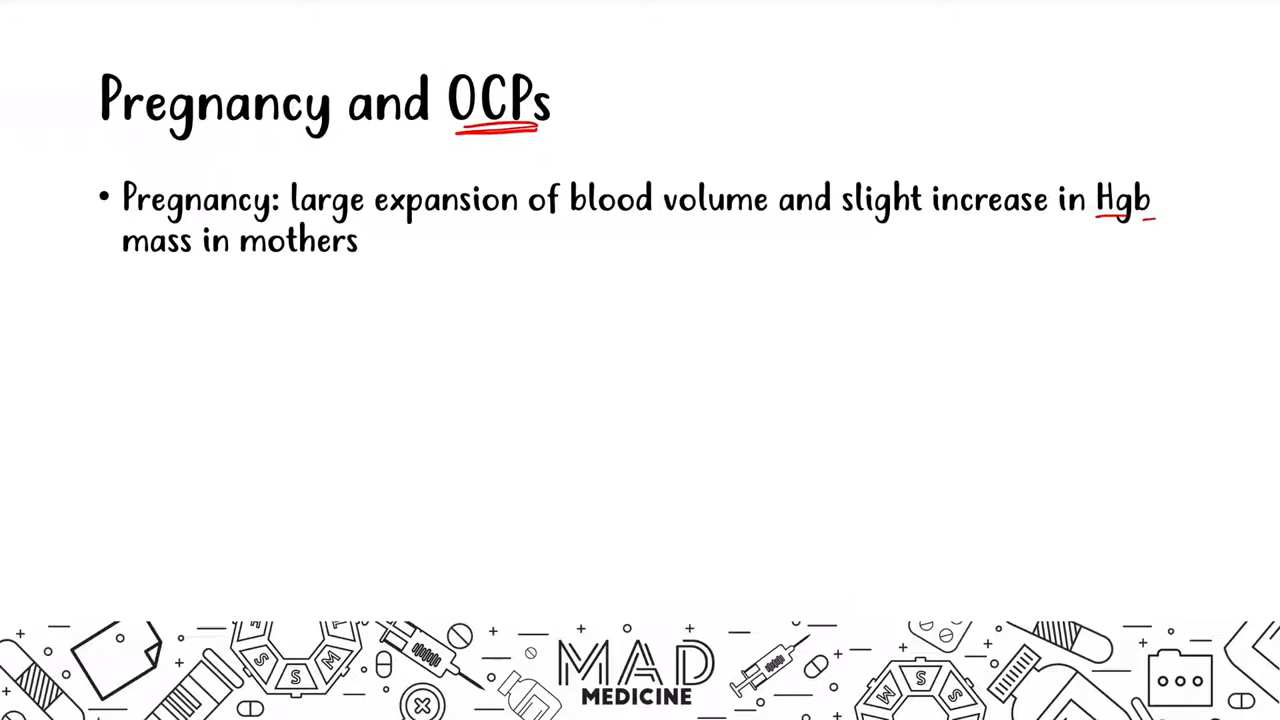 Pregnancy and OCPs
• Pregnancy: large expansion of blood volume and slight increase in Hgb
mass in mothers
MAD
MEDICINE